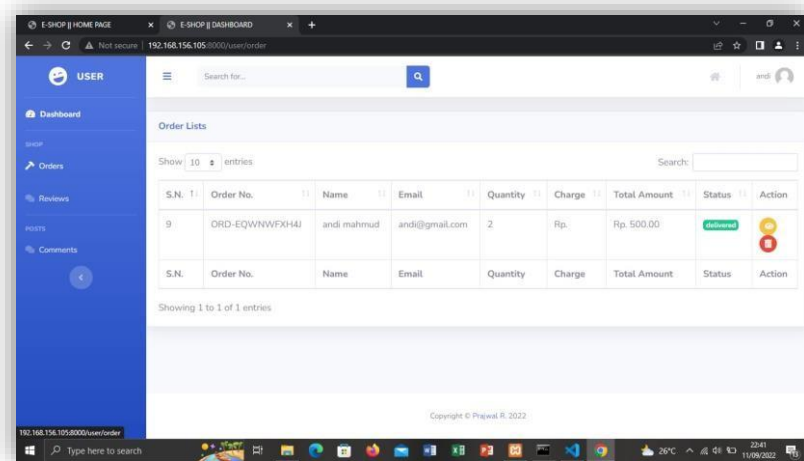 E-SHOP || HOME PAGE
E-SHOP || DASHBOARD
Not secure | 192.168.156.105:8000/user/order
USER
Search for...
andi
Dashboard
SHOP
Orders
Reviews
POSTS
Comments
Order Lists
Show 10 entries
Search:
S.N. Order No. Name Email Quantity Charge Total Amount Status Action
9 ORD-EQWNWFXH4J andi mahmud andi@gmail.com 2 Rp. Rp. 500.00 delivered
S.N. Order No. Name Email Quantity Charge Total Amount Status Action
Showing 1 to 1 of 1 entries
Copyright © Prajwal R. 2022
192.168.156.105:8000/user/order
Type here to search
26°C
22:41
11/09/2022